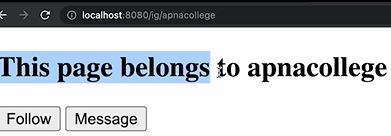 localhost:8080/ig/apnacollege
This page belongs to apnacollege
Follow Message